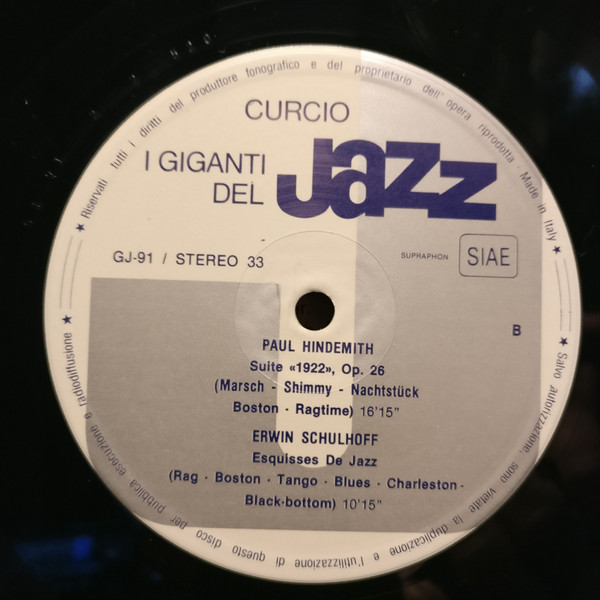 ★ Riservati tutti i diritti del produttore fonografico e del proprietario dell'opera riprodotta · Made in Italy ★
CURCIO
I GIGANTI
DEL
Jazz
GJ-91 / STEREO 33
SUPRAPHON
SIAE
B
PAUL HINDEMITH
Suite «1922», Op. 26
(Marsch - Shimmy - Nachtstück
Boston - Ragtime) 16'15"
ERWIN SCHULHOFF
Esquisses De Jazz
(Rag · Boston · Tango · Blues · Charleston ·
Black-bottom) 10'15"
★ Salvo autorizzazione, sono vietate la duplicazione e l'utilizzazione di questo disco per pubblica esecuzione e radiodiffusione ★